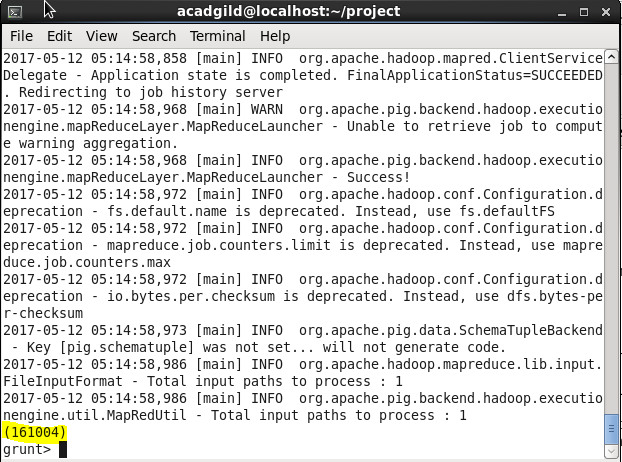 acadgild@localhost:~/project
File Edit View Search Terminal Help
2017-05-12 05:14:58,858 [main] INFO  org.apache.hadoop.mapred.ClientService
Delegate - Application state is completed. FinalApplicationStatus=SUCCEEDED
. Redirecting to job history server
2017-05-12 05:14:58,968 [main] WARN  org.apache.pig.backend.hadoop.executio
nengine.mapReduceLayer.MapReduceLauncher - Unable to retrieve job to comput
e warning aggregation.
2017-05-12 05:14:58,968 [main] INFO  org.apache.pig.backend.hadoop.executio
nengine.mapReduceLayer.MapReduceLauncher - Success!
2017-05-12 05:14:58,972 [main] INFO  org.apache.hadoop.conf.Configuration.d
eprecation - fs.default.name is deprecated. Instead, use fs.defaultFS
2017-05-12 05:14:58,972 [main] INFO  org.apache.hadoop.conf.Configuration.d
eprecation - mapreduce.job.counters.limit is deprecated. Instead, use mapre
duce.job.counters.max
2017-05-12 05:14:58,972 [main] INFO  org.apache.hadoop.conf.Configuration.d
eprecation - io.bytes.per.checksum is deprecated. Instead, use dfs.bytes-pe
r-checksum
2017-05-12 05:14:58,973 [main] INFO  org.apache.pig.data.SchemaTupleBackend
 - Key [pig.schematuple] was not set... will not generate code.
2017-05-12 05:14:58,986 [main] INFO  org.apache.hadoop.mapreduce.lib.input.
FileInputFormat - Total input paths to process : 1
2017-05-12 05:14:58,986 [main] INFO  org.apache.pig.backend.hadoop.executio
nengine.util.MapRedUtil - Total input paths to process : 1
(161004)
grunt>